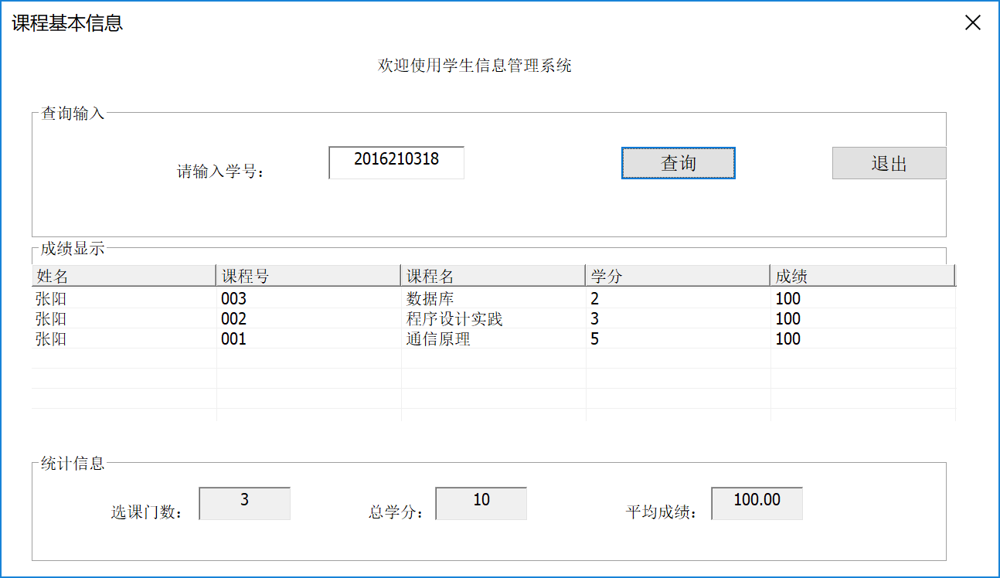 课程基本信息
欢迎使用学生信息管理系统
查询输入
请输入学号： 2016210318 查询 退出
成绩显示
姓名 课程号 课程名 学分 成绩
张阳 003 数据库 2 100
张阳 002 程序设计实践 3 100
张阳 001 通信原理 5 100
统计信息
选课门数： 3 总学分： 10 平均成绩： 100.00